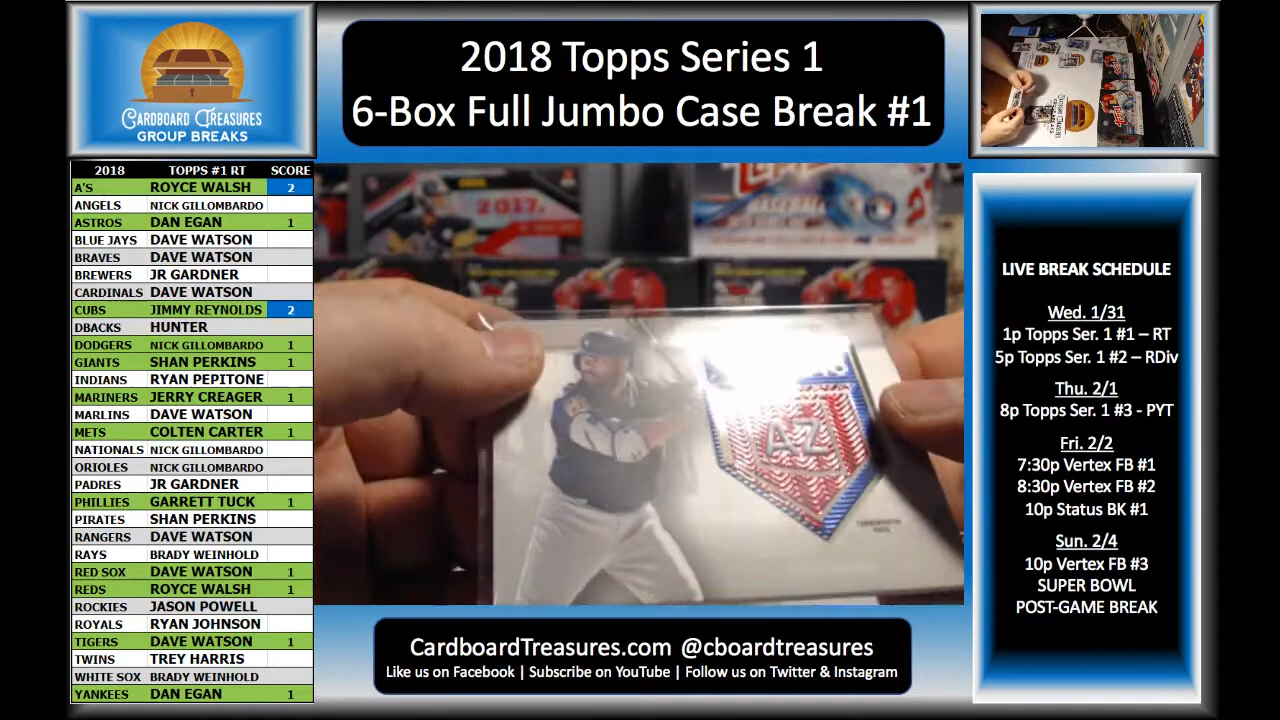 CARDBOARD TREASURES
GROUP BREAKS
2018 Topps Series 1
6-Box Full Jumbo Case Break #1
2018 TOPPS #1 RT SCORE
A'S ROYCE WALSH 2
ANGELS NICK GILLOMBARDO
ASTROS DAN EGAN 1
BLUE JAYS DAVE WATSON
BRAVES DAVE WATSON
BREWERS JR GARDNER
CARDINALS DAVE WATSON
CUBS JIMMY REYNOLDS 2
DBACKS HUNTER
DODGERS NICK GILLOMBARDO 1
GIANTS SHAN PERKINS 1
INDIANS RYAN PEPITONE
MARINERS JERRY CREAGER 1
MARLINS DAVE WATSON
METS COLTEN CARTER 1
NATIONALS NICK GILLOMBARDO
ORIOLES NICK GILLOMBARDO
PADRES JR GARDNER
PHILLIES GARRETT TUCK 1
PIRATES SHAN PERKINS
RANGERS DAVE WATSON
RAYS BRADY WEINHOLD
RED SOX DAVE WATSON 1
REDS ROYCE WALSH 1
ROCKIES JASON POWELL
ROYALS RYAN JOHNSON
TIGERS DAVE WATSON 1
TWINS TREY HARRIS
WHITE SOX BRADY WEINHOLD
YANKEES DAN EGAN 1
2017
BASEBALL
AZ
LIVE BREAK SCHEDULE
Wed. 1/31
1p Topps Ser. 1 #1 – RT
5p Topps Ser. 1 #2 – RDiv
Thu. 2/1
8p Topps Ser. 1 #3 - PYT
Fri. 2/2
7:30p Vertex FB #1
8:30p Vertex FB #2
10p Status BK #1
Sun. 2/4
10p Vertex FB #3
SUPER BOWL
POST-GAME BREAK
CardboardTreasures.com @cboardtreasures
Like us on Facebook | Subscribe on YouTube | Follow us on Twitter & Instagram